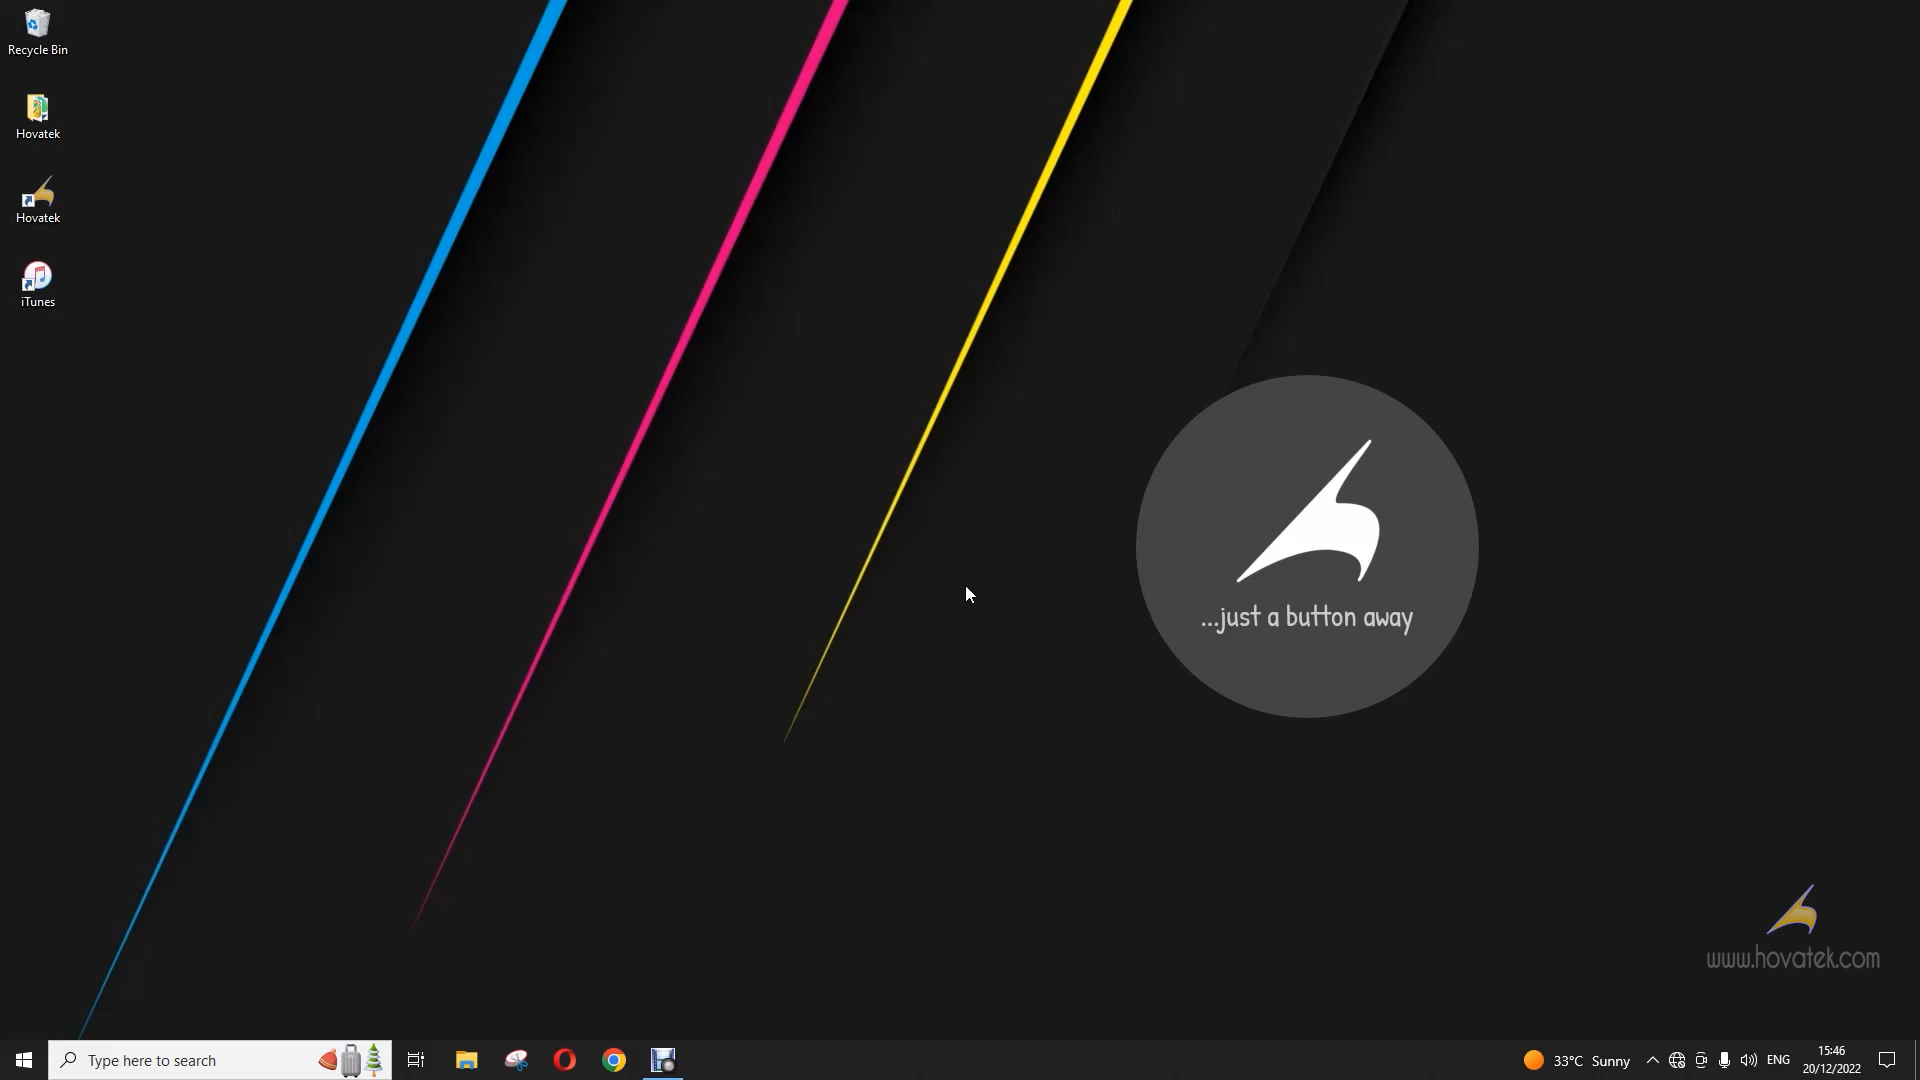 Recycle Bin
Hovatek
Hovatek
iTunes
...just a button away
www.hovatek.com
Type here to search
33°C Sunny
ENG
15:46
20/12/2022